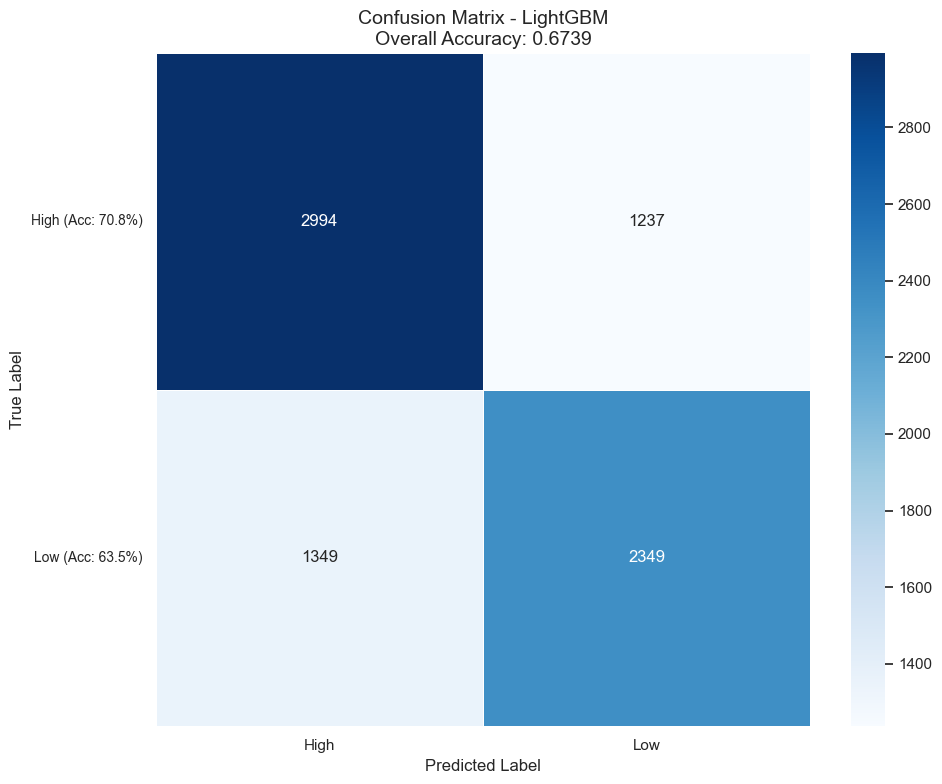 Confusion Matrix - LightGBM
Overall Accuracy: 0.6739
True Label
High (Acc: 70.8%)
2994
1237
Low (Acc: 63.5%)
1349
2349
High
Low
Predicted Label
2800
2600
2400
2200
2000
1800
1600
1400